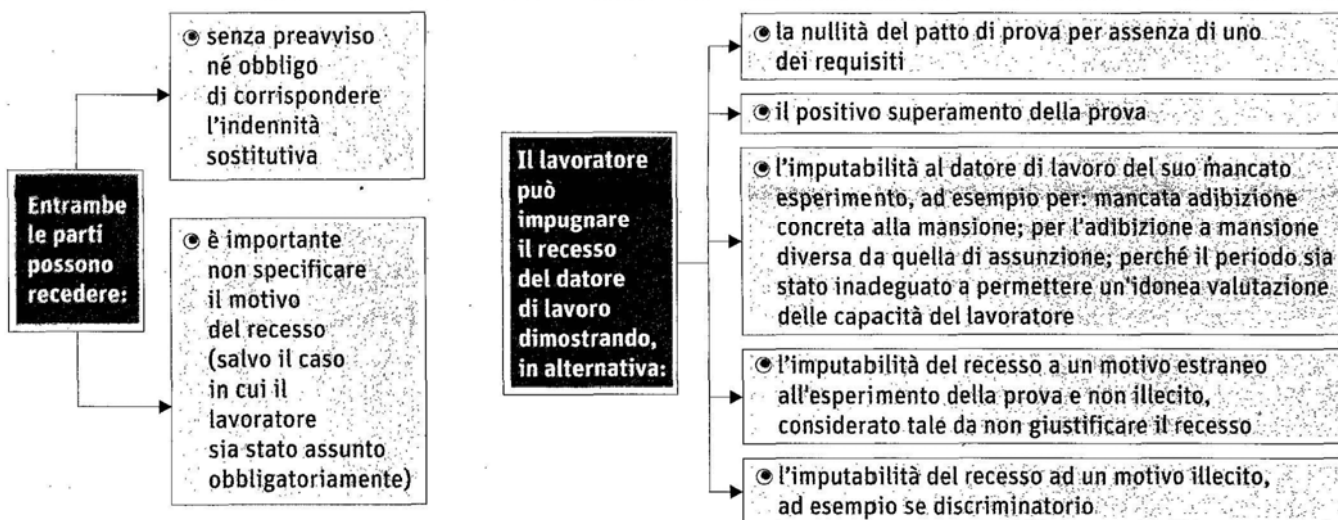 Entrambe
le parti
possono
recedere:
◉ senza preavviso
né obbligo
di corrispondere
l'indennità
sostitutiva
◉ è importante
non specificare
il motivo
del recesso
(salvo il caso
in cui il
lavoratore
sia stato assunto
obbligatoriamente)
Il lavoratore
può
impugnare
il recesso
del datore
di lavoro
dimostrando,
in alternativa:
◉ la nullità del patto di prova per assenza di uno
dei requisiti
◉ il positivo superamento della prova
◉ l'imputabilità al datore di lavoro del suo mancato
esperimento, ad esempio per: mancata adibizione
concreta alla mansione; per l'adibizione a mansione
diversa da quella di assunzione; perché il periodo sia
stato inadeguato a permettere un'idonea valutazione
delle capacità del lavoratore
◉ l'imputabilità del recesso a un motivo estraneo
all'esperimento della prova e non illecito,
considerato tale da non giustificare il recesso
◉ l'imputabilità del recesso ad un motivo illecito,
ad esempio se discriminatorio